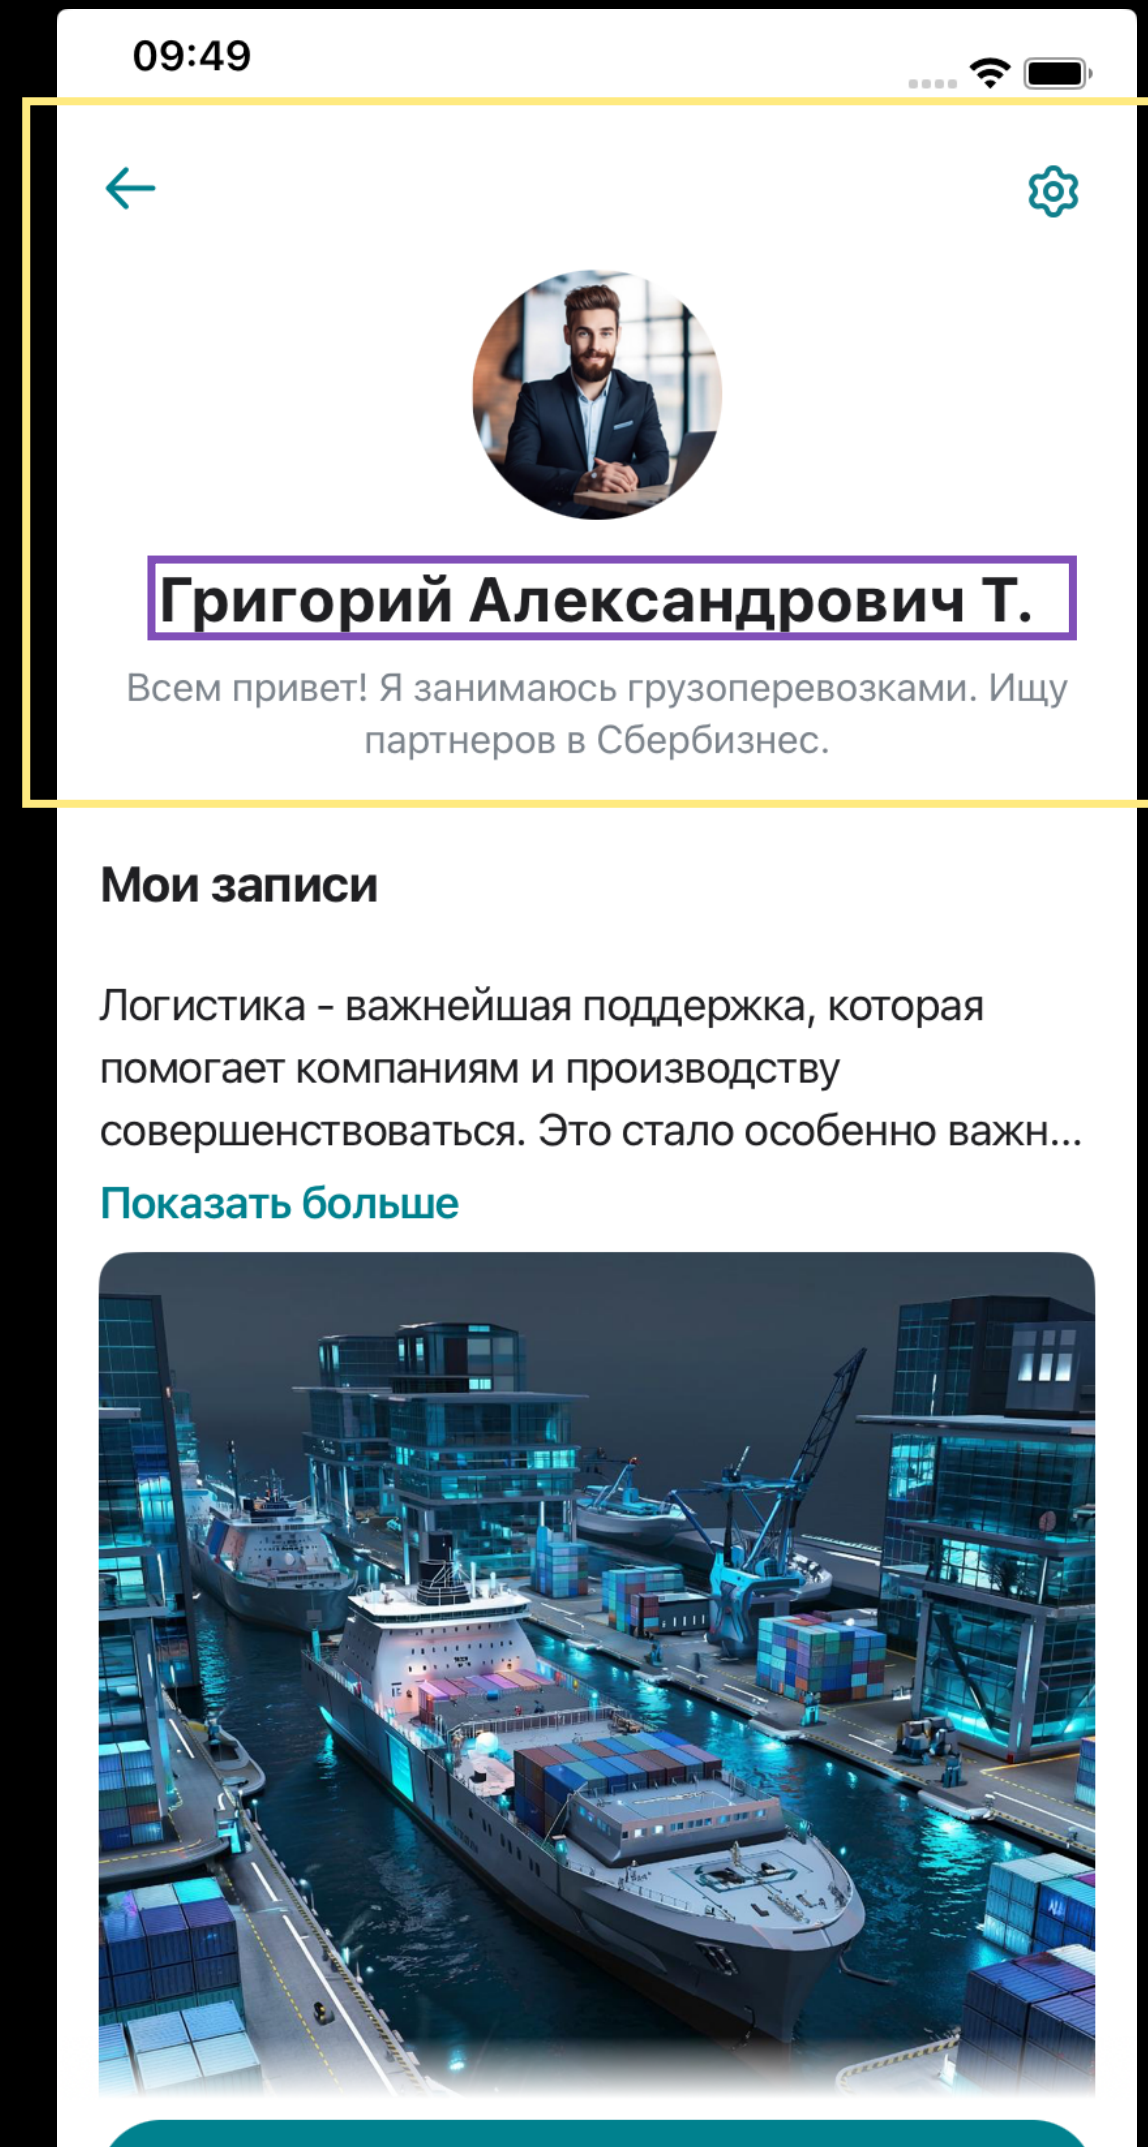 09:49
Григорий Александрович Т.
Всем привет! Я занимаюсь грузоперевозками. Ищу
партнеров в Сбербизнес.
Мои записи
Логистика - важнейшая поддержка, которая
помогает компаниям и производству
совершенствоваться. Это стало особенно важн...
Показать больше